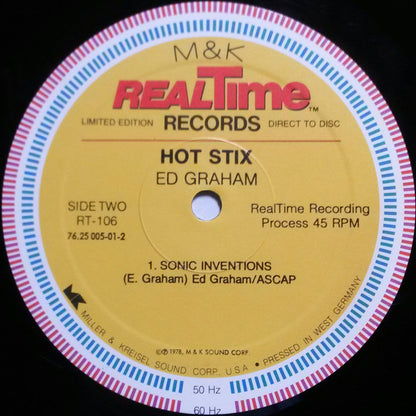 M&K
REALTime™
LIMITED EDITION RECORDS DIRECT TO DISC
HOT STIX
ED GRAHAM
SIDE TWO
RT-106
76.25 005-01-2
RealTime Recording
Process 45 RPM
1. SONIC INVENTIONS
(E. Graham) Ed Graham/ASCAP
MK
MILLER & KREISEL SOUND CORP. U.S.A. • PRESSED IN WEST GERMANY
©℗ 1978, M & K SOUND CORP.
50 Hz
60 Hz